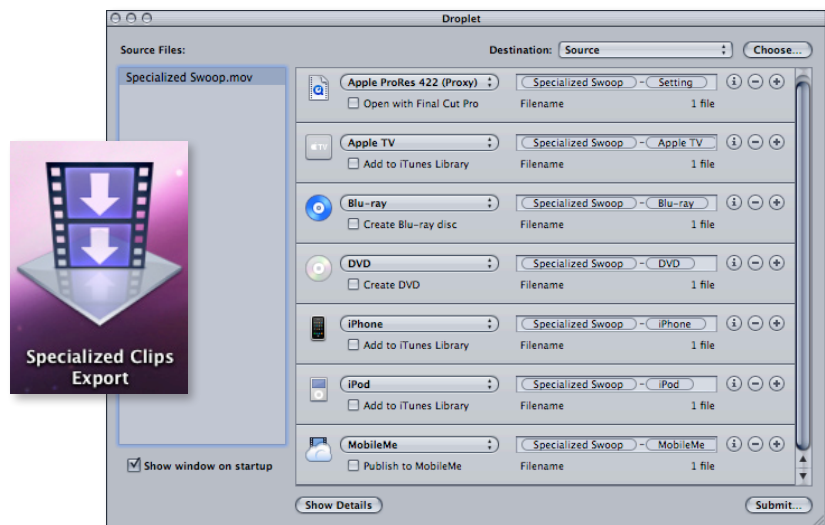 Droplet
Source Files:
Destination: Source Choose...
Specialized Swoop.mov
Apple ProRes 422 (Proxy) Specialized Swoop - Setting
Open with Final Cut Pro Filename 1 file
Apple TV Specialized Swoop - Apple TV
Add to iTunes Library Filename 1 file
Blu-ray Specialized Swoop - Blu-ray
Create Blu-ray disc Filename 1 file
DVD Specialized Swoop - DVD
Create DVD Filename 1 file
iPhone Specialized Swoop - iPhone
Add to iTunes Library Filename 1 file
iPod Specialized Swoop - iPod
Add to iTunes Library Filename 1 file
MobileMe Specialized Swoop - MobileMe
Publish to MobileMe Filename 1 file
Show window on startup
Show Details Submit...
Specialized Clips
Export